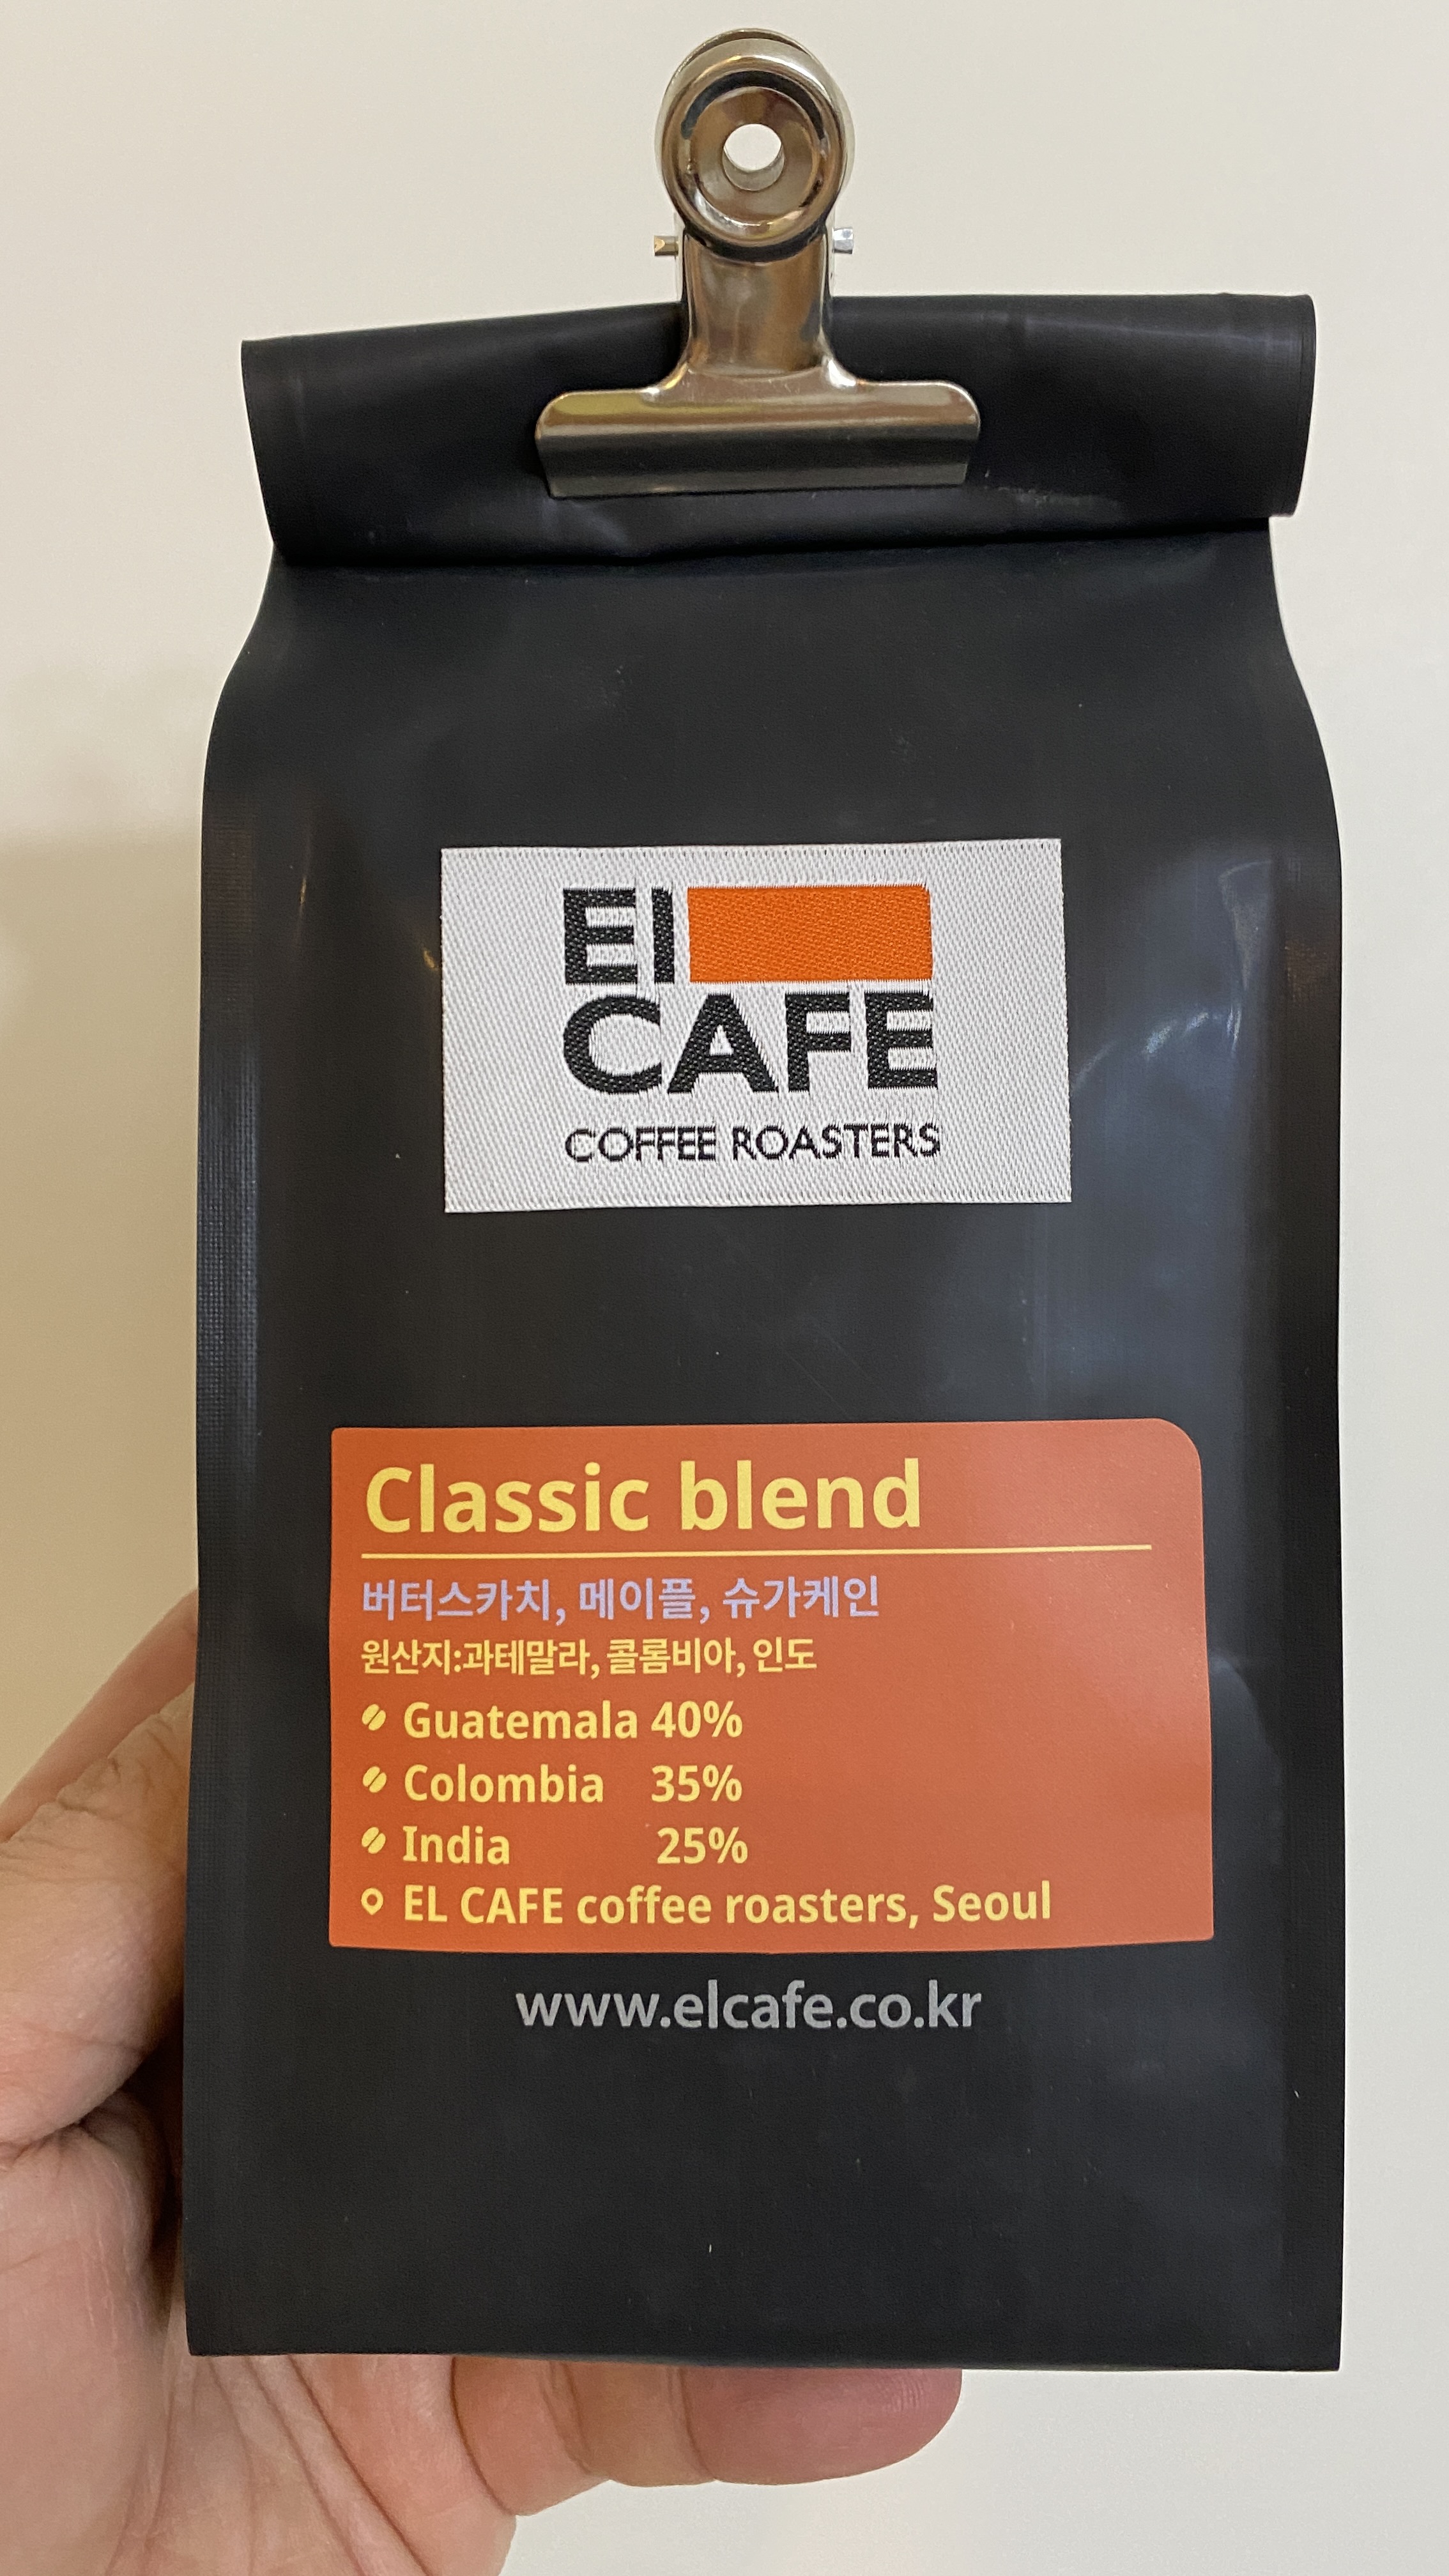 El
CAFE
COFFEE ROASTERS
Classic blend
버터스카치, 메이플, 슈가케인
원산지:과테말라, 콜롬비아, 인도
Guatemala 40%
Colombia 35%
India 25%
EL CAFE coffee roasters, Seoul
www.elcafe.co.kr